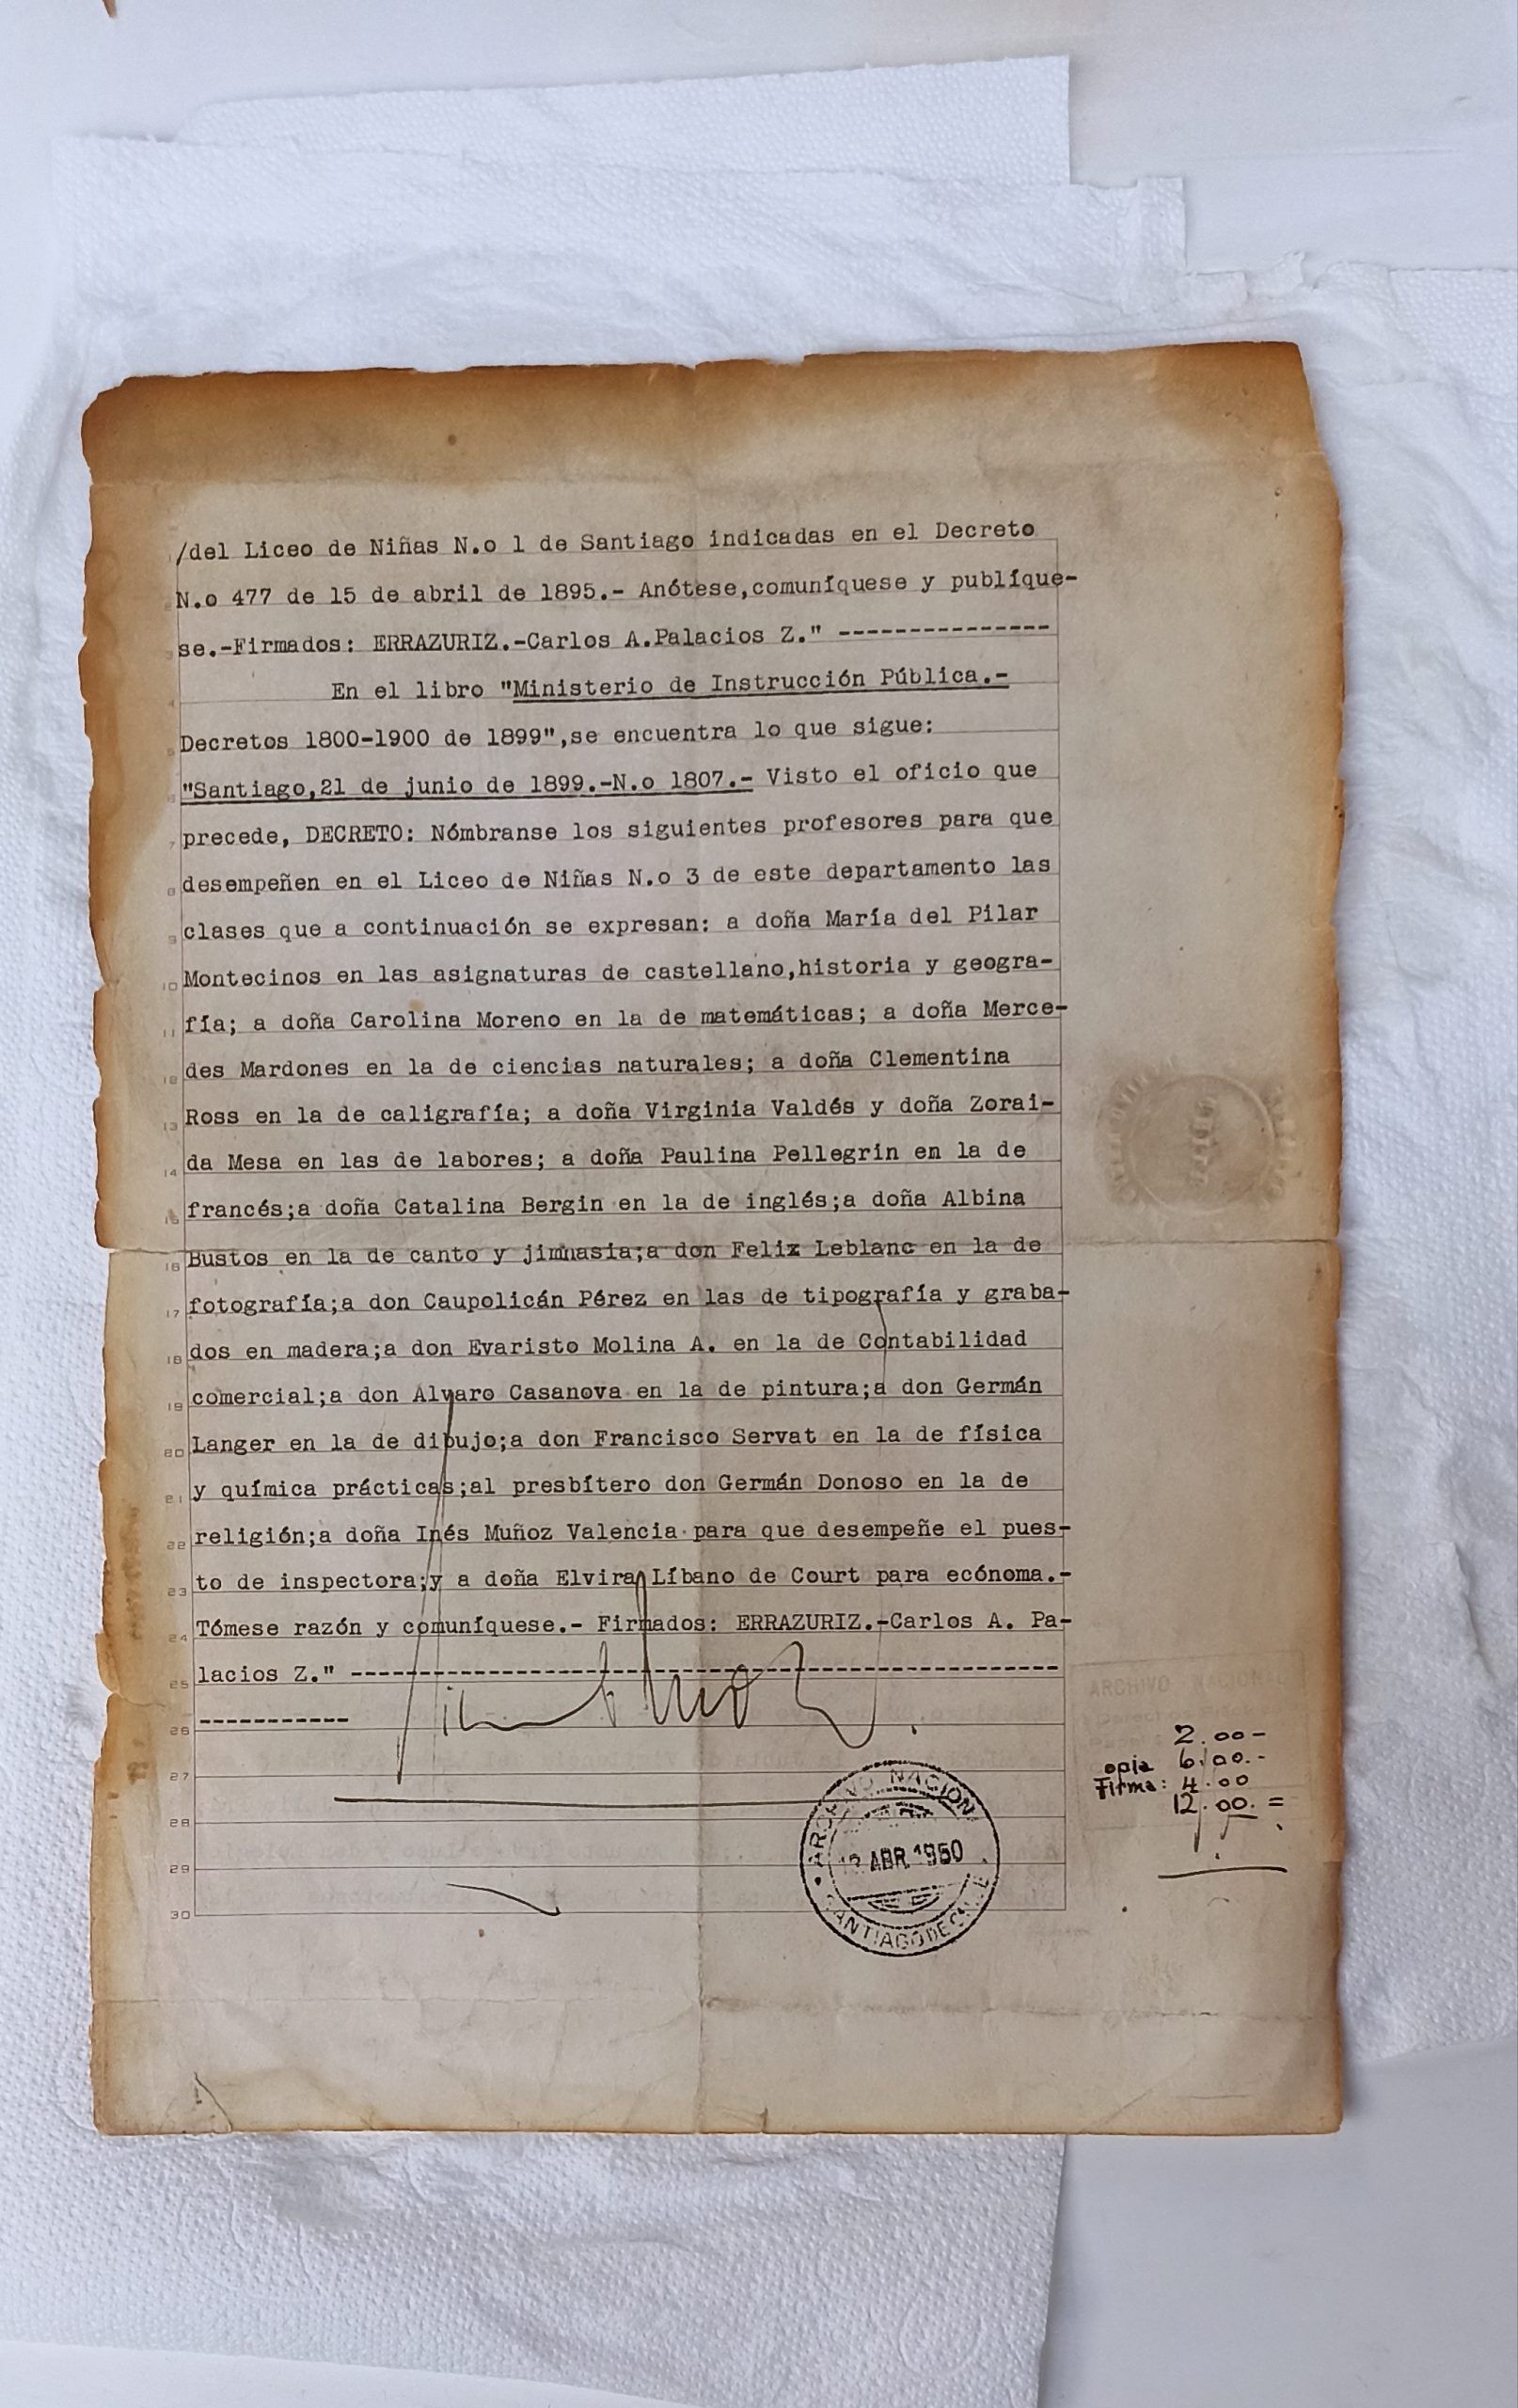 /del Liceo de Niñas N.o 1 de Santiago indicadas en el Decreto
N.o 477 de 15 de abril de 1895.- Anótese,comuníquese y publíque-
se.-Firmados: ERRAZURIZ.-Carlos A.Palacios Z." ---------------
En el libro "Ministerio de Instrucción Pública.-
Decretos 1800-1900 de 1899",se encuentra lo que sigue:
"Santiago,21 de junio de 1899.-N.o 1807.- Visto el oficio que
precede, DECRETO: Nómbranse los siguientes profesores para que
desempeñen en el Liceo de Niñas N.o 3 de este departamento las
clases que a continuación se expresan: a doña María del Pilar
Montecinos en las asignaturas de castellano,historia y geogra-
fía; a doña Carolina Moreno en la de matemáticas; a doña Merce-
des Mardones en la de ciencias naturales; a doña Clementina
Ross en la de caligrafía; a doña Virginia Valdés y doña Zorai-
da Mesa en las de labores; a doña Paulina Pellegrin en la de
francés;a doña Catalina Bergin en la de inglés;a doña Albina
Bustos en la de canto y jimnasia;a don Felix Leblanc en la de
fotografía;a don Caupolicán Pérez en las de tipografía y graba-
dos en madera;a don Evaristo Molina A. en la de Contabilidad
comercial;a don Alvaro Casanova en la de pintura;a don Germán
Langer en la de dibujo;a don Francisco Servat en la de física
y química prácticas;al presbítero don Germán Donoso en la de
religión;a doña Inés Muñoz Valencia para que desempeñe el pues-
to de inspectora;y a doña Elvira Líbano de Court para ecónoma.-
Tómese razón y comuníquese.- Firmados: ERRAZURIZ.-Carlos A. Pa-
lacios Z." ----------------------------------------------------
-----------
ARCHIVO NACIONAL
2.00-
opia 6.00.-
Firma: 4.00
12.00.=
ARCHIVO NACION
ABR 1950
SANTIAGO DE CHILE